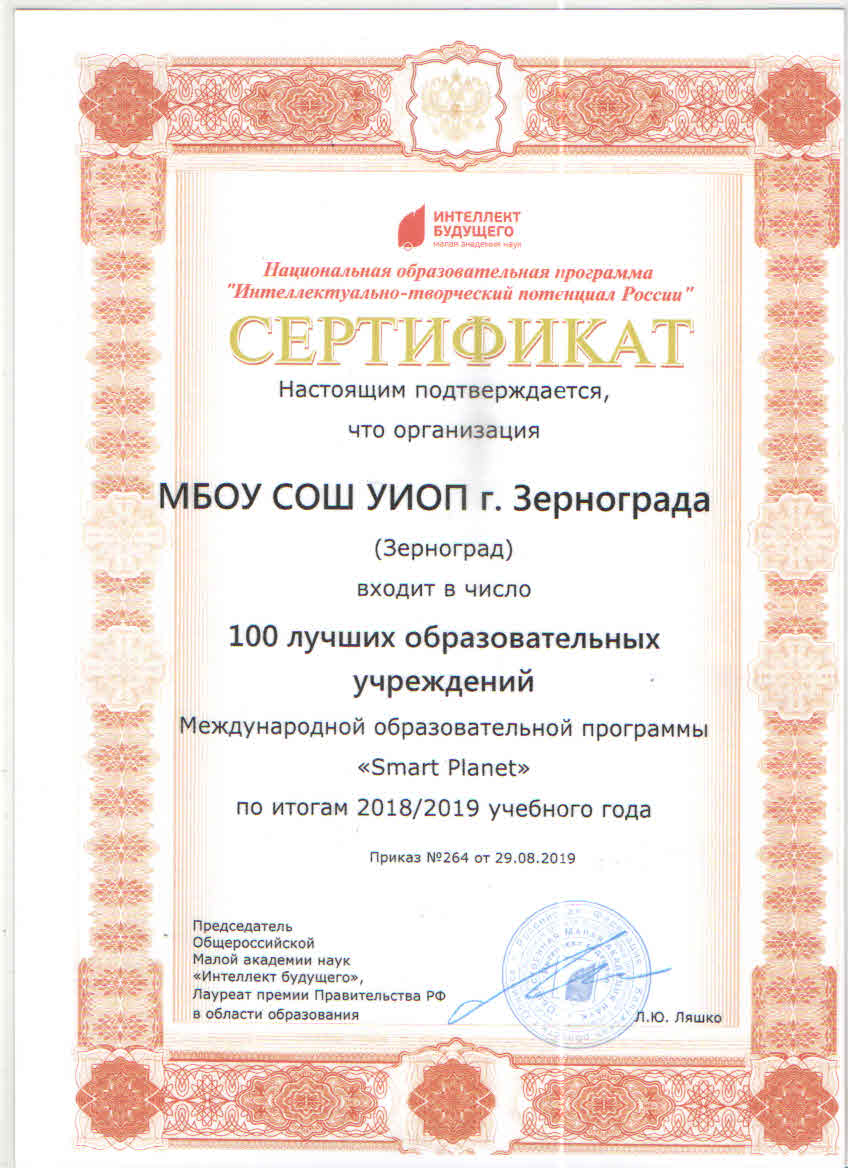 ИНТЕЛЛЕКТ
БУДУЩЕГО
малая академия наук
Национальная образовательная программа
"Интеллектуально-творческий потенциал России"
СЕРТИФИКАТ
Настоящим подтверждается,
что организация
МБОУ СОШ УИОП г. Зернограда
(Зерноград)
входит в число
100 лучших образовательных
учреждений
Международной образовательной программы
«Smart Planet»
по итогам 2018/2019 учебного года
Приказ №264 от 29.08.2019
Председатель
Общероссийской
Малой академии наук
«Интеллект будущего»,
Лауреат премии Правительства РФ
в области образования
Л.Ю. Ляшко